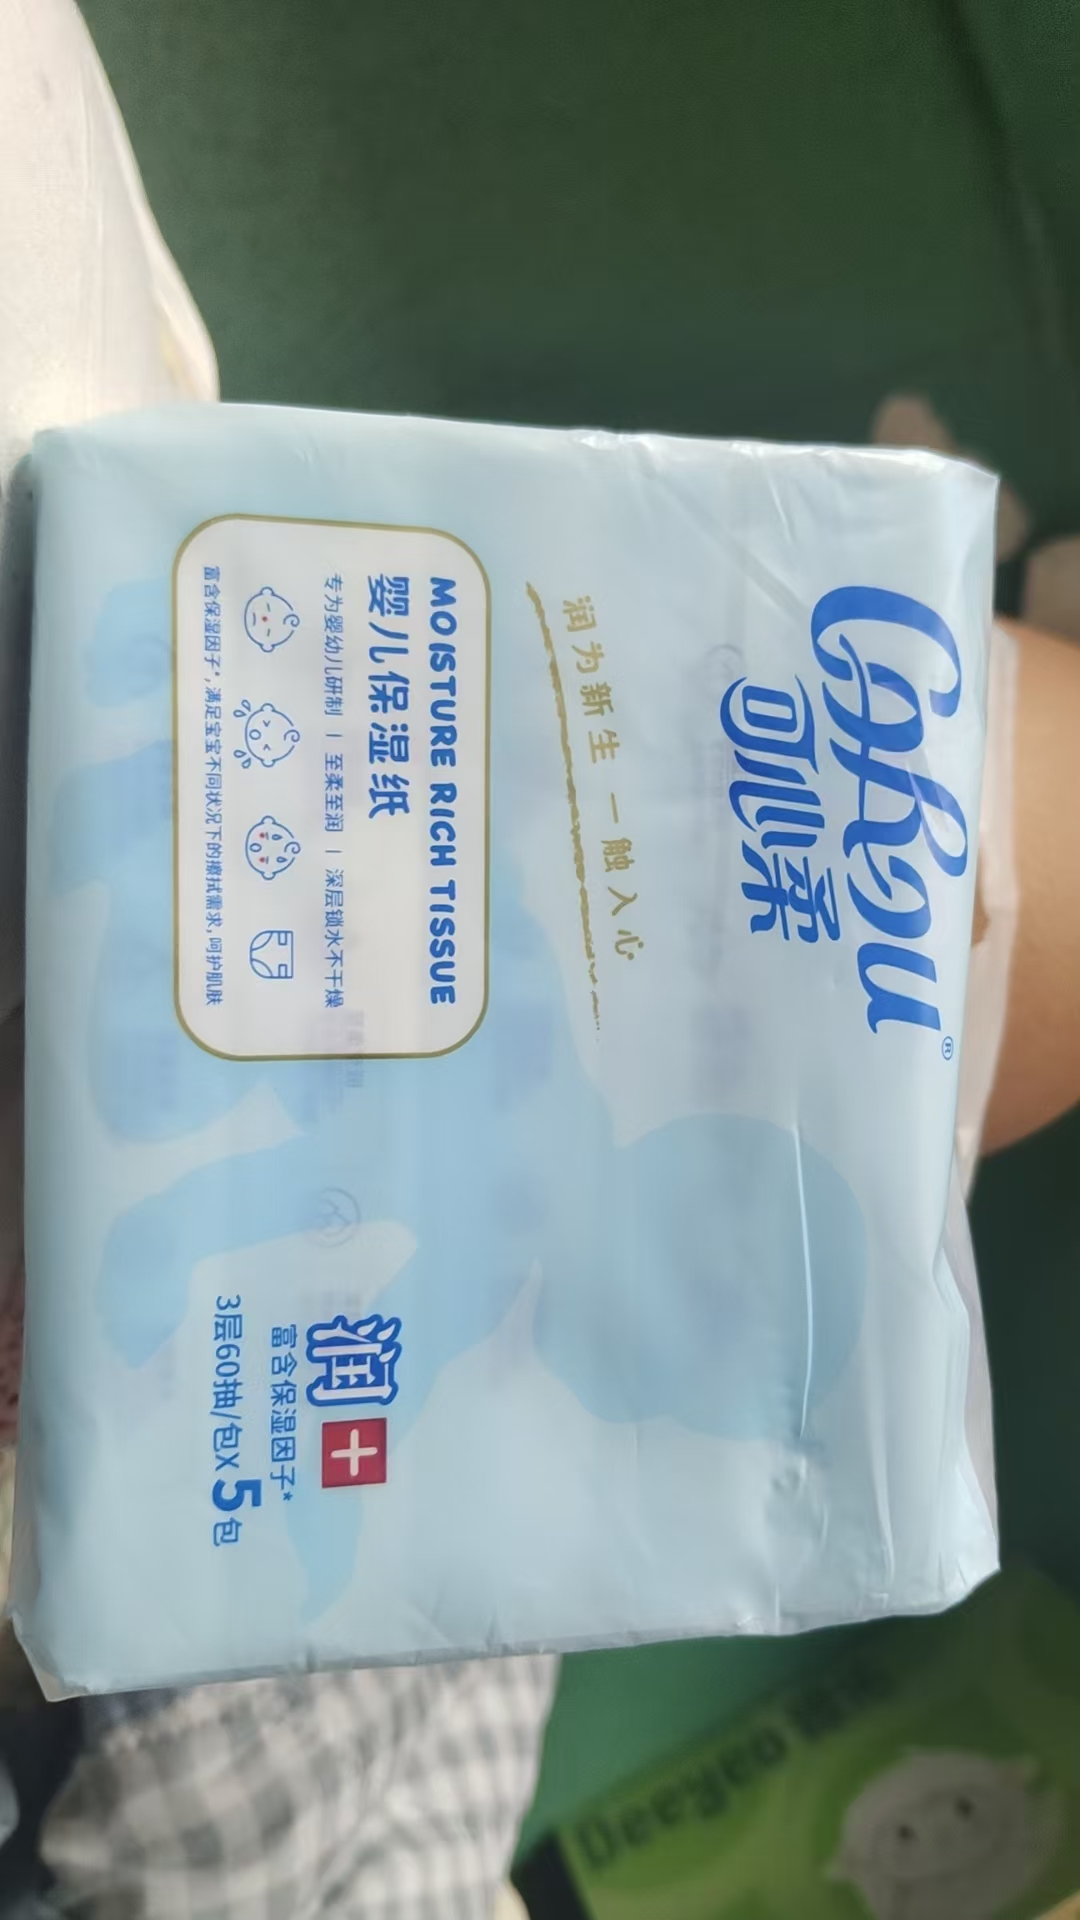 CoRou®
可心柔
润为新生 一触入心
MOISTURE RICH TISSUE
婴儿保湿纸
专为婴幼儿研制 | 至柔至润 | 深层锁水不干燥
富含保湿因子*,满足宝宝不同状况下的擦拭需求,呵护肌肤
润+
富含保湿因子*
3层60抽/包X5包
Deeyeo